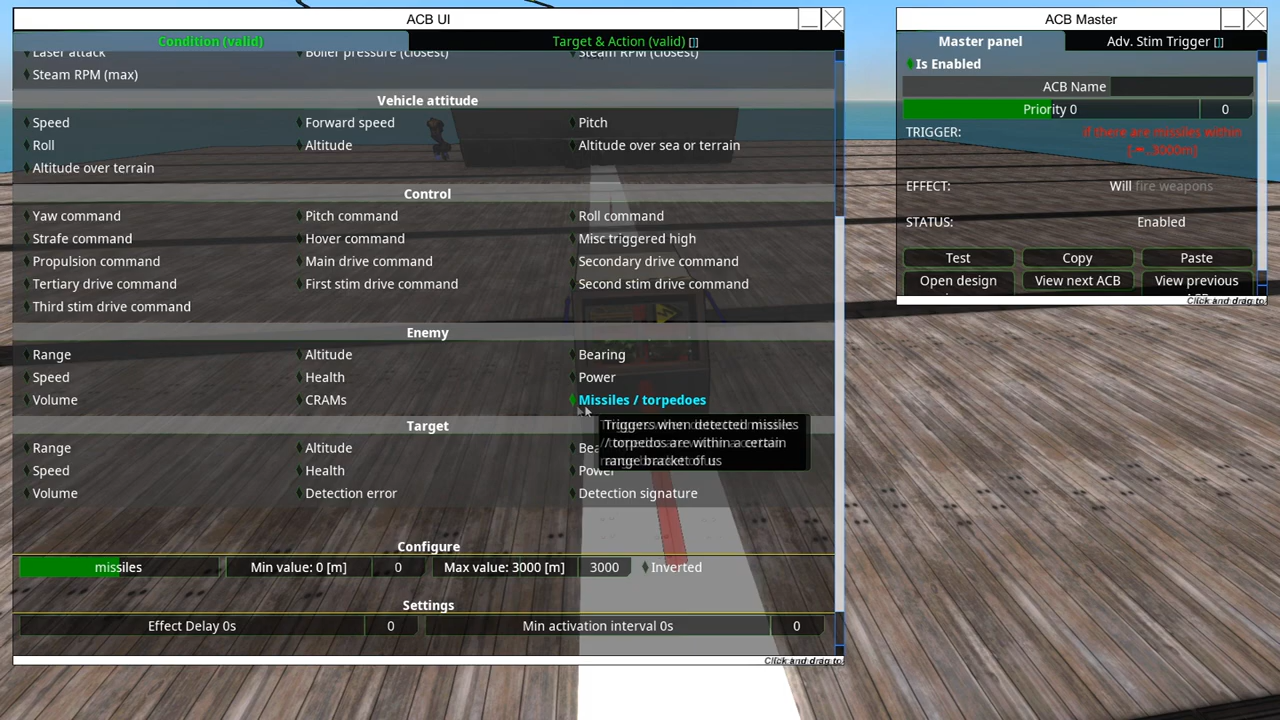 ACB UI
Condition (valid)
Target & Action (valid) []
Laser attack
Boiler pressure (closest)
Steam RPM (closest)
Steam RPM (max)
Vehicle attitude
Speed
Forward speed
Pitch
Roll
Altitude
Altitude over sea or terrain
Altitude over terrain
Control
Yaw command
Pitch command
Roll command
Strafe command
Hover command
Misc triggered high
Propulsion command
Main drive command
Secondary drive command
Tertiary drive command
First stim drive command
Second stim drive command
Third stim drive command
Enemy
Range
Altitude
Bearing
Speed
Health
Power
Volume
CRAMs
Missiles / torpedoes
Triggers when detected missiles
/ torpedos are within a certain
range bracket of us
Target
Range
Altitude
Bea
Speed
Health
Power
Volume
Detection error
Detection signature
Configure
missiles
Min value: 0 [m]
0
Max value: 3000 [m]
3000
Inverted
Settings
Effect Delay 0s
0
Min activation interval 0s
0
Click and drag to
ACB Master
Master panel
Adv. Stim Trigger []
Is Enabled
ACB Name
Priority 0
0
TRIGGER:
if there are missiles within
3000m]
EFFECT:
Will fire weapons
STATUS:
Enabled
Test
Copy
Paste
Open design
View next ACB
View previous
Click and drag to